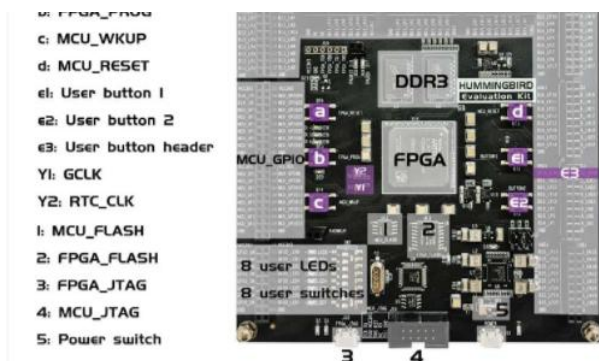 b: FPGA_PROG
c: MCU_WKUP
d: MCU_RESET
e1: User button 1
e2: User button 2
e3: User button header
Y1: GCLK
Y2: RTC_CLK
1: MCU_FLASH
2: FPGA_FLASH
3: FPGA_JTAG
4: MCU_JTAG
5: Power switch
DDR3
HUMMINGBIRD
Evaluation Kit
a
d
MCU_GPIO
b
Y2
Y1
FPGA
e1
e3
c
e2
1
2
8 user LEDs
8 user switches
5
3
4